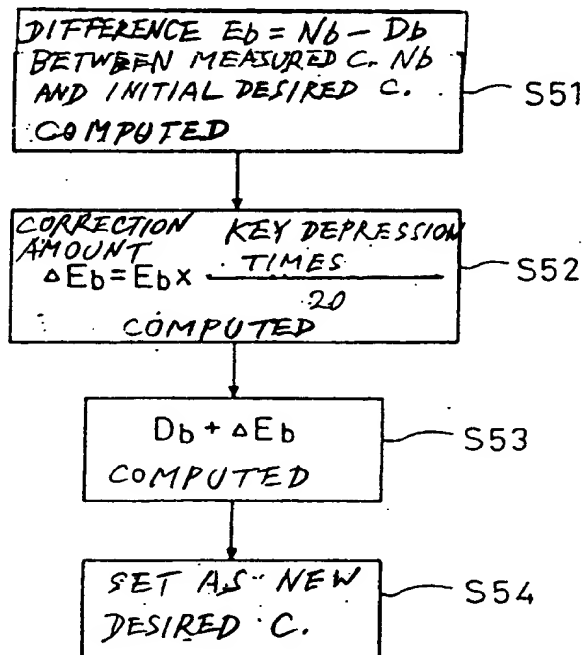 DIFFERENCE Eb = Nb - Db
BETWEEN MEASURED C. Nb
AND INITIAL DESIRED C.
COMPUTED
S51
CORRECTION AMOUNT
KEY DEPRESSION TIMES
ΔEb = Eb x
20
COMPUTED
S52
Db + ΔEb
COMPUTED
S53
SET AS NEW
DESIRED C.
S54